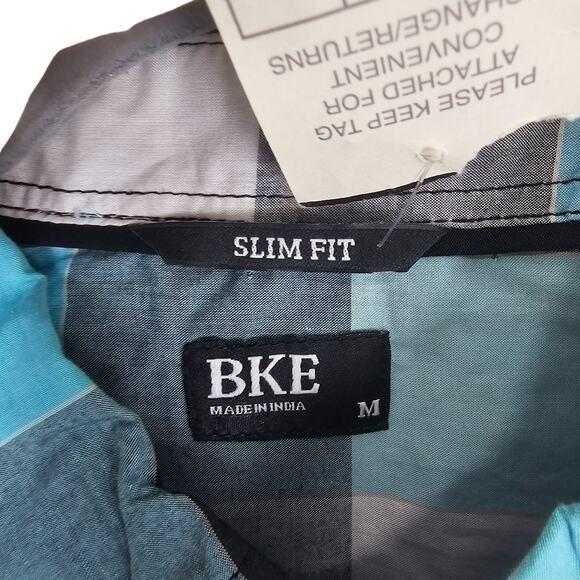 PLEASE KEEP TAG
ATTACHED FOR
CONVENIENT
CHANGE/RETURNS
SLIM FIT
BKE
MADE IN INDIA
M